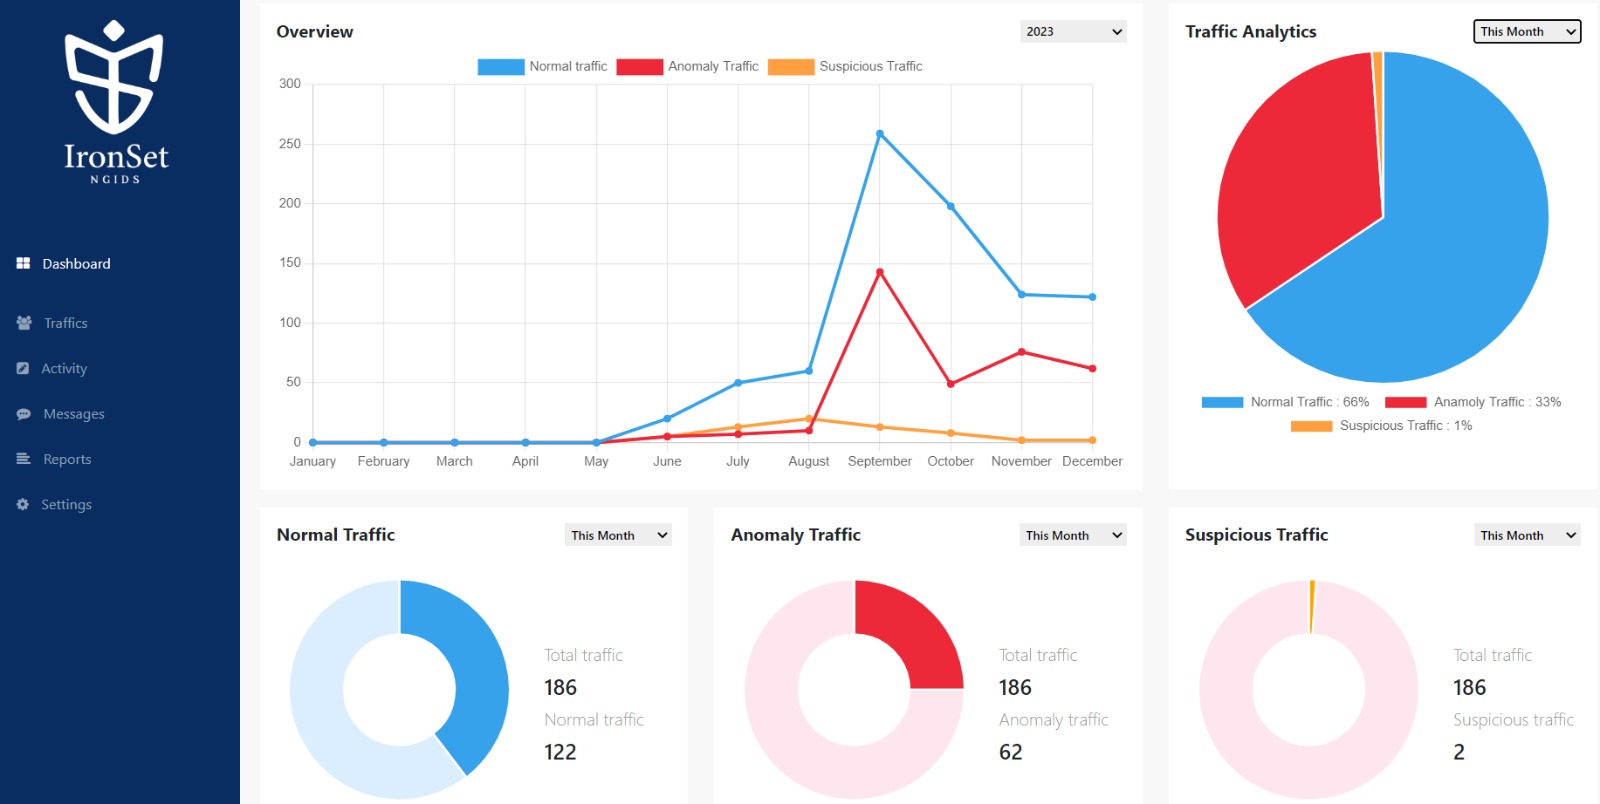 IronSet
NGIDS
Dashboard
Traffics
Activity
Messages
Reports
Settings
Overview
2023
Normal traffic Anomaly Traffic Suspicious Traffic
300
250
200
150
100
50
0
January February March April May June July August September October November December
Traffic Analytics
This Month
Normal Traffic : 66% Anamoly Traffic : 33%
Suspicious Traffic : 1%
Normal Traffic
This Month
Total traffic
186
Normal traffic
122
Anomaly Traffic
This Month
Total traffic
186
Anomaly traffic
62
Suspicious Traffic
This Month
Total traffic
186
Suspicious traffic
2